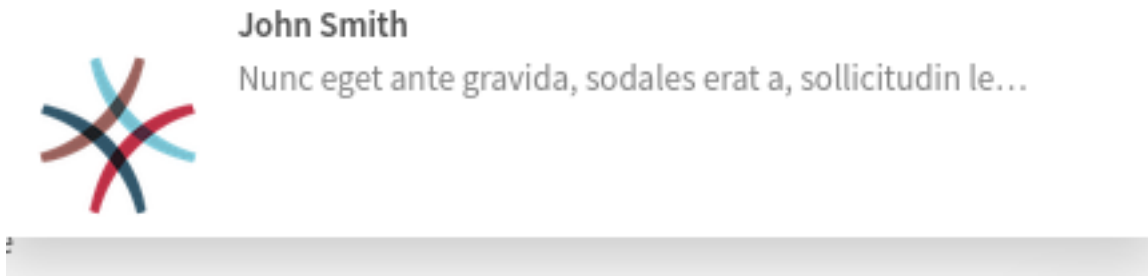 John Smith
Nunc eget ante gravida, sodales erat a, sollicitudin le…